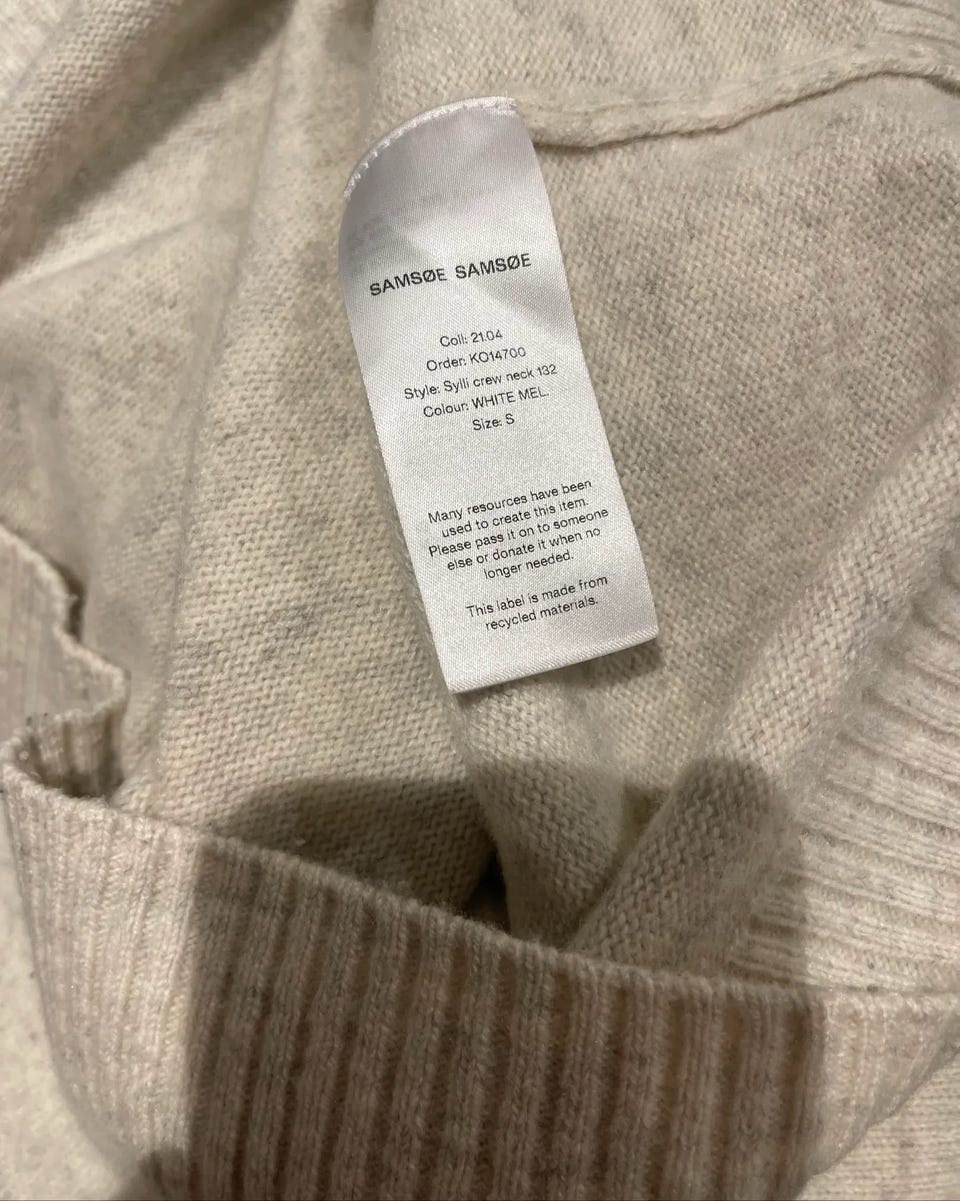 SAMSØE SAMSØE
Coll: 21.04
Order: KO14700
Style: Sylli crew neck 132
Colour: WHITE MEL.
Size: S
Many resources have been
used to create this item.
Please pass it on to someone
else or donate it when no
longer needed.
This label is made from
recycled materials.